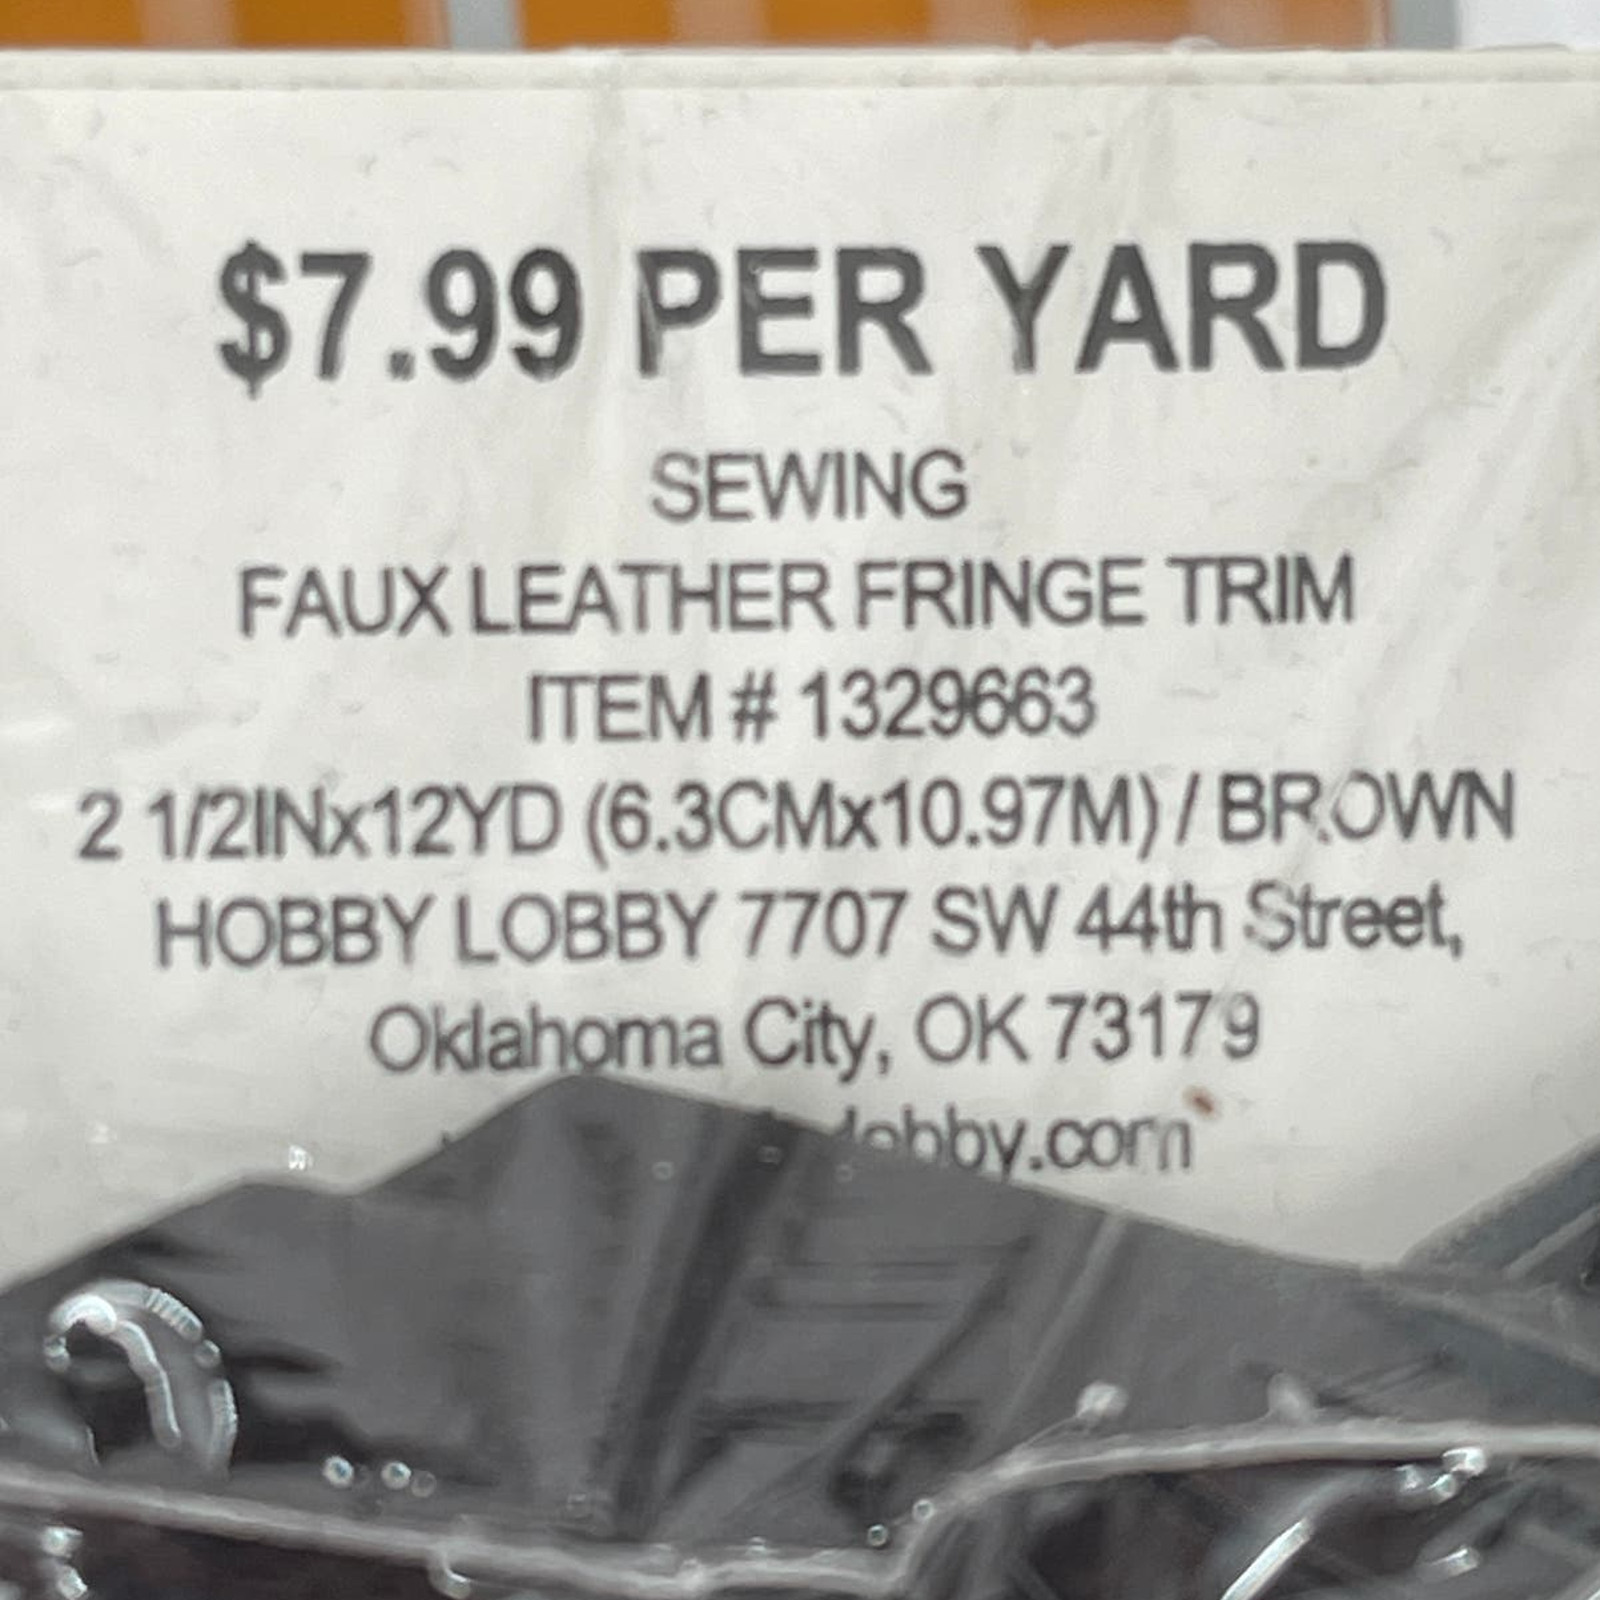 $7.99 PER YARD
SEWING
FAUX LEATHER FRINGE TRIM
ITEM # 1329663
2 1/2INx12YD (6.3CMx10.97M) / BROWN
HOBBY LOBBY 7707 SW 44th Street,
Oklahoma City, OK 73179